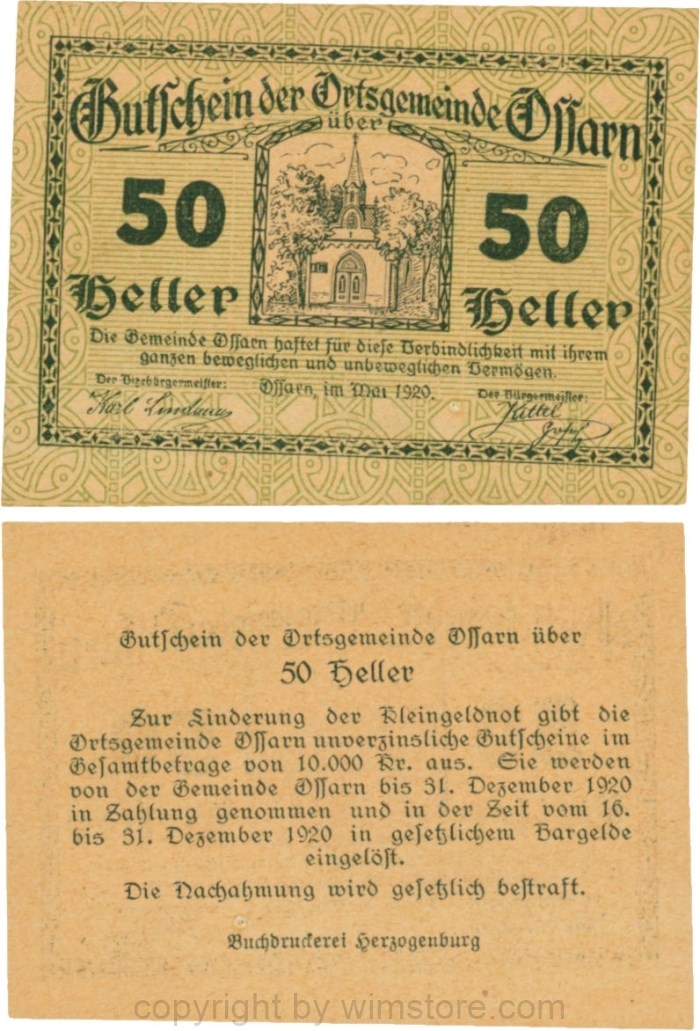 Gutschein der Ortsgemeinde Ossarn
über
50
50
Heller
Heller
Die Gemeinde Ossarn haftet für diese Verbindlichkeit mit ihrem
ganzen beweglichen und unbeweglichen Vermögen.
Der Vizebürgermeister:
Ossarn, im Mai 1920.
Der Bürgermeister:
Karl
Gutschein der Ortsgemeinde Ossarn über
50 Heller
Zur Linderung der Kleingeldnot gibt die
Ortsgemeinde Ossarn unverzinsliche Gutscheine im
Gesamtbetrage von 10.000 Kr. aus. Sie werden
von der Gemeinde Ossarn bis 31. Dezember 1920
in Zahlung genommen und in der Zeit vom 16.
bis 31. Dezember 1920 in gesetzlichem Bargelde
eingelöst.
Die Nachahmung wird gesetzlich bestraft.
Buchdruckerei Herzogenburg
copyright by wimstore.com